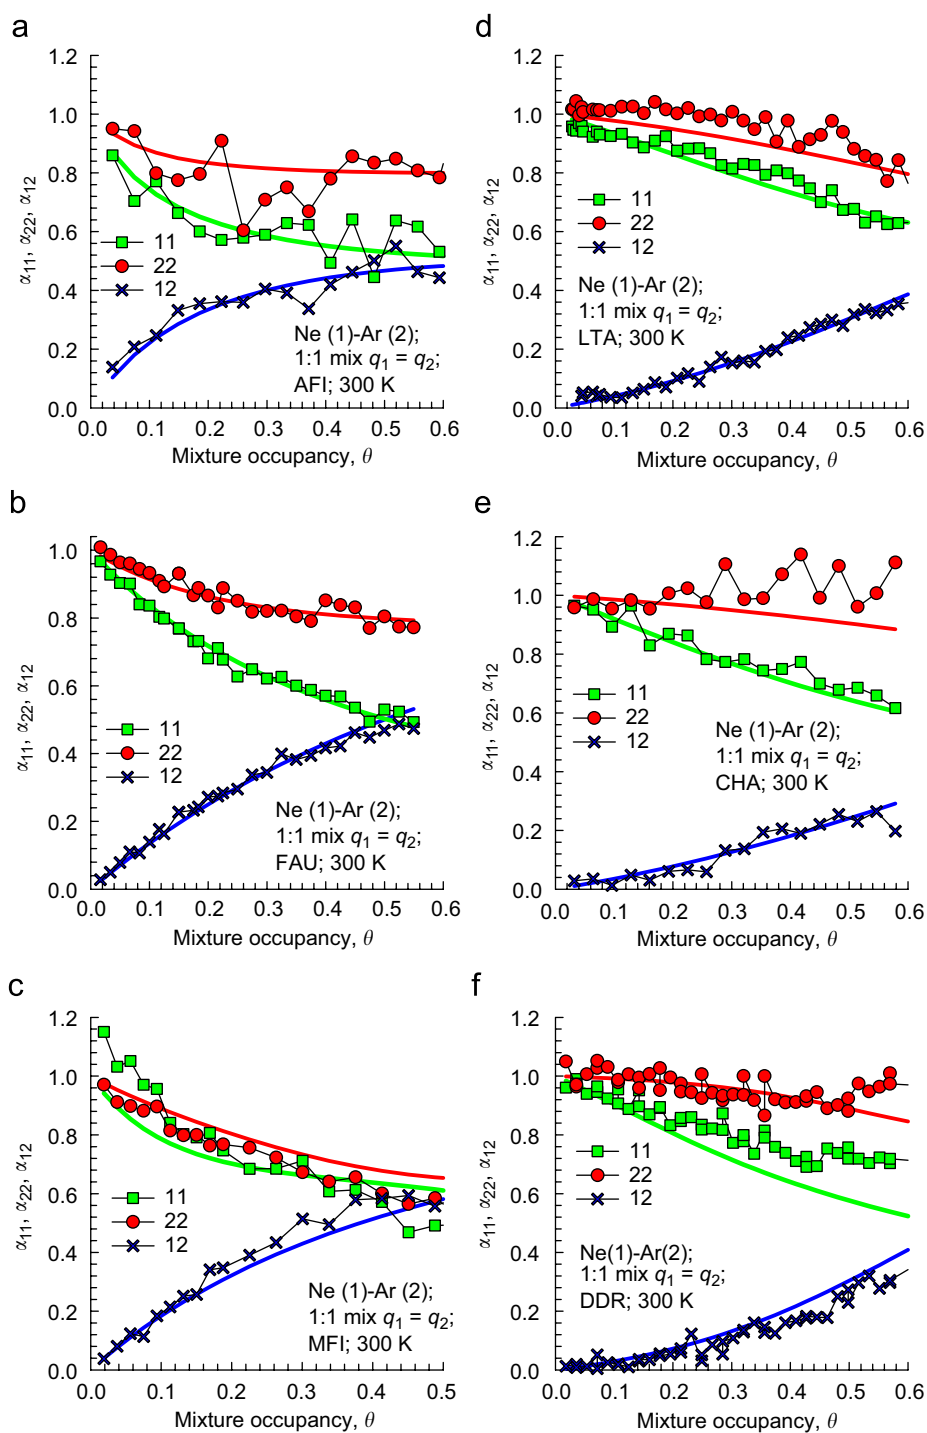 a
1.2
1.0
0.8
0.6
0.4
0.2
0.0
α11, α22, α12
11
22
12
Ne (1)-Ar (2);
1:1 mix q1 = q2;
AFI; 300 K
0.0 0.1 0.2 0.3 0.4 0.5 0.6
Mixture occupancy, θ
b
1.0
0.8
0.6
0.4
0.2
0.0
α11, α22, α12
11
22
12
Ne (1)-Ar (2);
1:1 mix q1 = q2;
FAU; 300 K
0.0 0.1 0.2 0.3 0.4 0.5 0.6
Mixture occupancy, θ
c
1.2
1.0
0.8
0.6
0.4
0.2
0.0
α11, α22, α12
11
22
12
Ne (1)-Ar (2);
1:1 mix q1 = q2;
MFI; 300 K
0.0 0.1 0.2 0.3 0.4 0.5
Mixture occupancy, θ
d
1.2
1.0
0.8
0.6
0.4
0.2
0.0
α11, α22, α12
11
22
12
Ne (1)-Ar (2);
1:1 mix q1 = q2;
LTA; 300 K
0.0 0.1 0.2 0.3 0.4 0.5 0.6
Mixture occupancy, θ
e
1.2
1.0
0.8
0.6
0.4
0.2
0.0
α11, α22, α12
11
22
12
Ne (1)-Ar (2);
1:1 mix q1 = q2;
CHA; 300 K
0.0 0.1 0.2 0.3 0.4 0.5 0.6
Mixture occupancy, θ
f
1.2
1.0
0.8
0.6
0.4
0.2
0.0
α11, α22, α12
11
22
12
Ne(1)-Ar(2);
1:1 mix q1 = q2;
DDR; 300 K
0.0 0.1 0.2 0.3 0.4 0.5 0.6
Mixture occupancy, θ